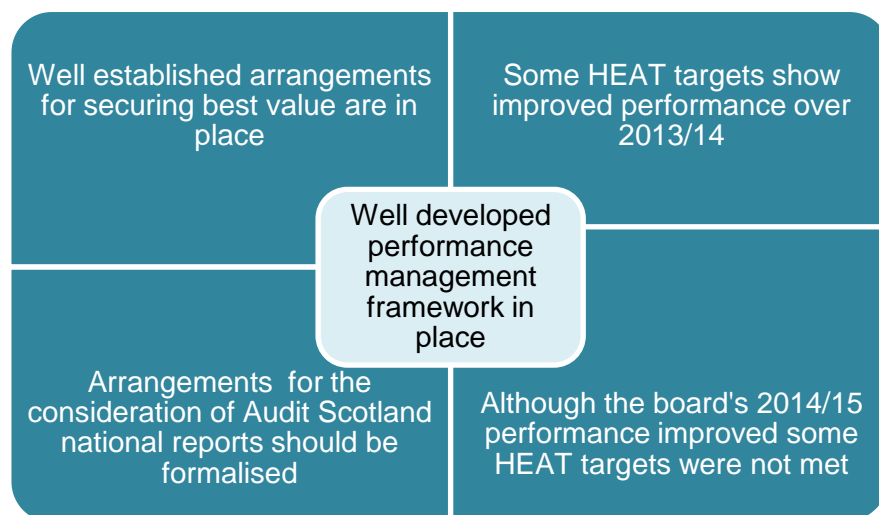 Well established arrangements
for securing best value are in
place
Some HEAT targets show
improved performance over
2013/14
Well developed
performance
management
framework in
place
Arrangements  for the
consideration of Audit Scotland
national reports should be
formalised
Although the board's 2014/15
performance improved some
HEAT targets were not met